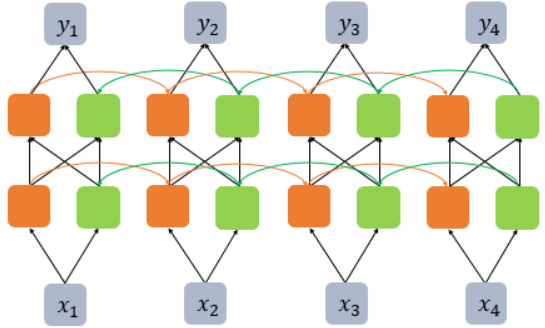 y₁ y₂ y₃ y₄
x₁ x₂ x₃ x₄